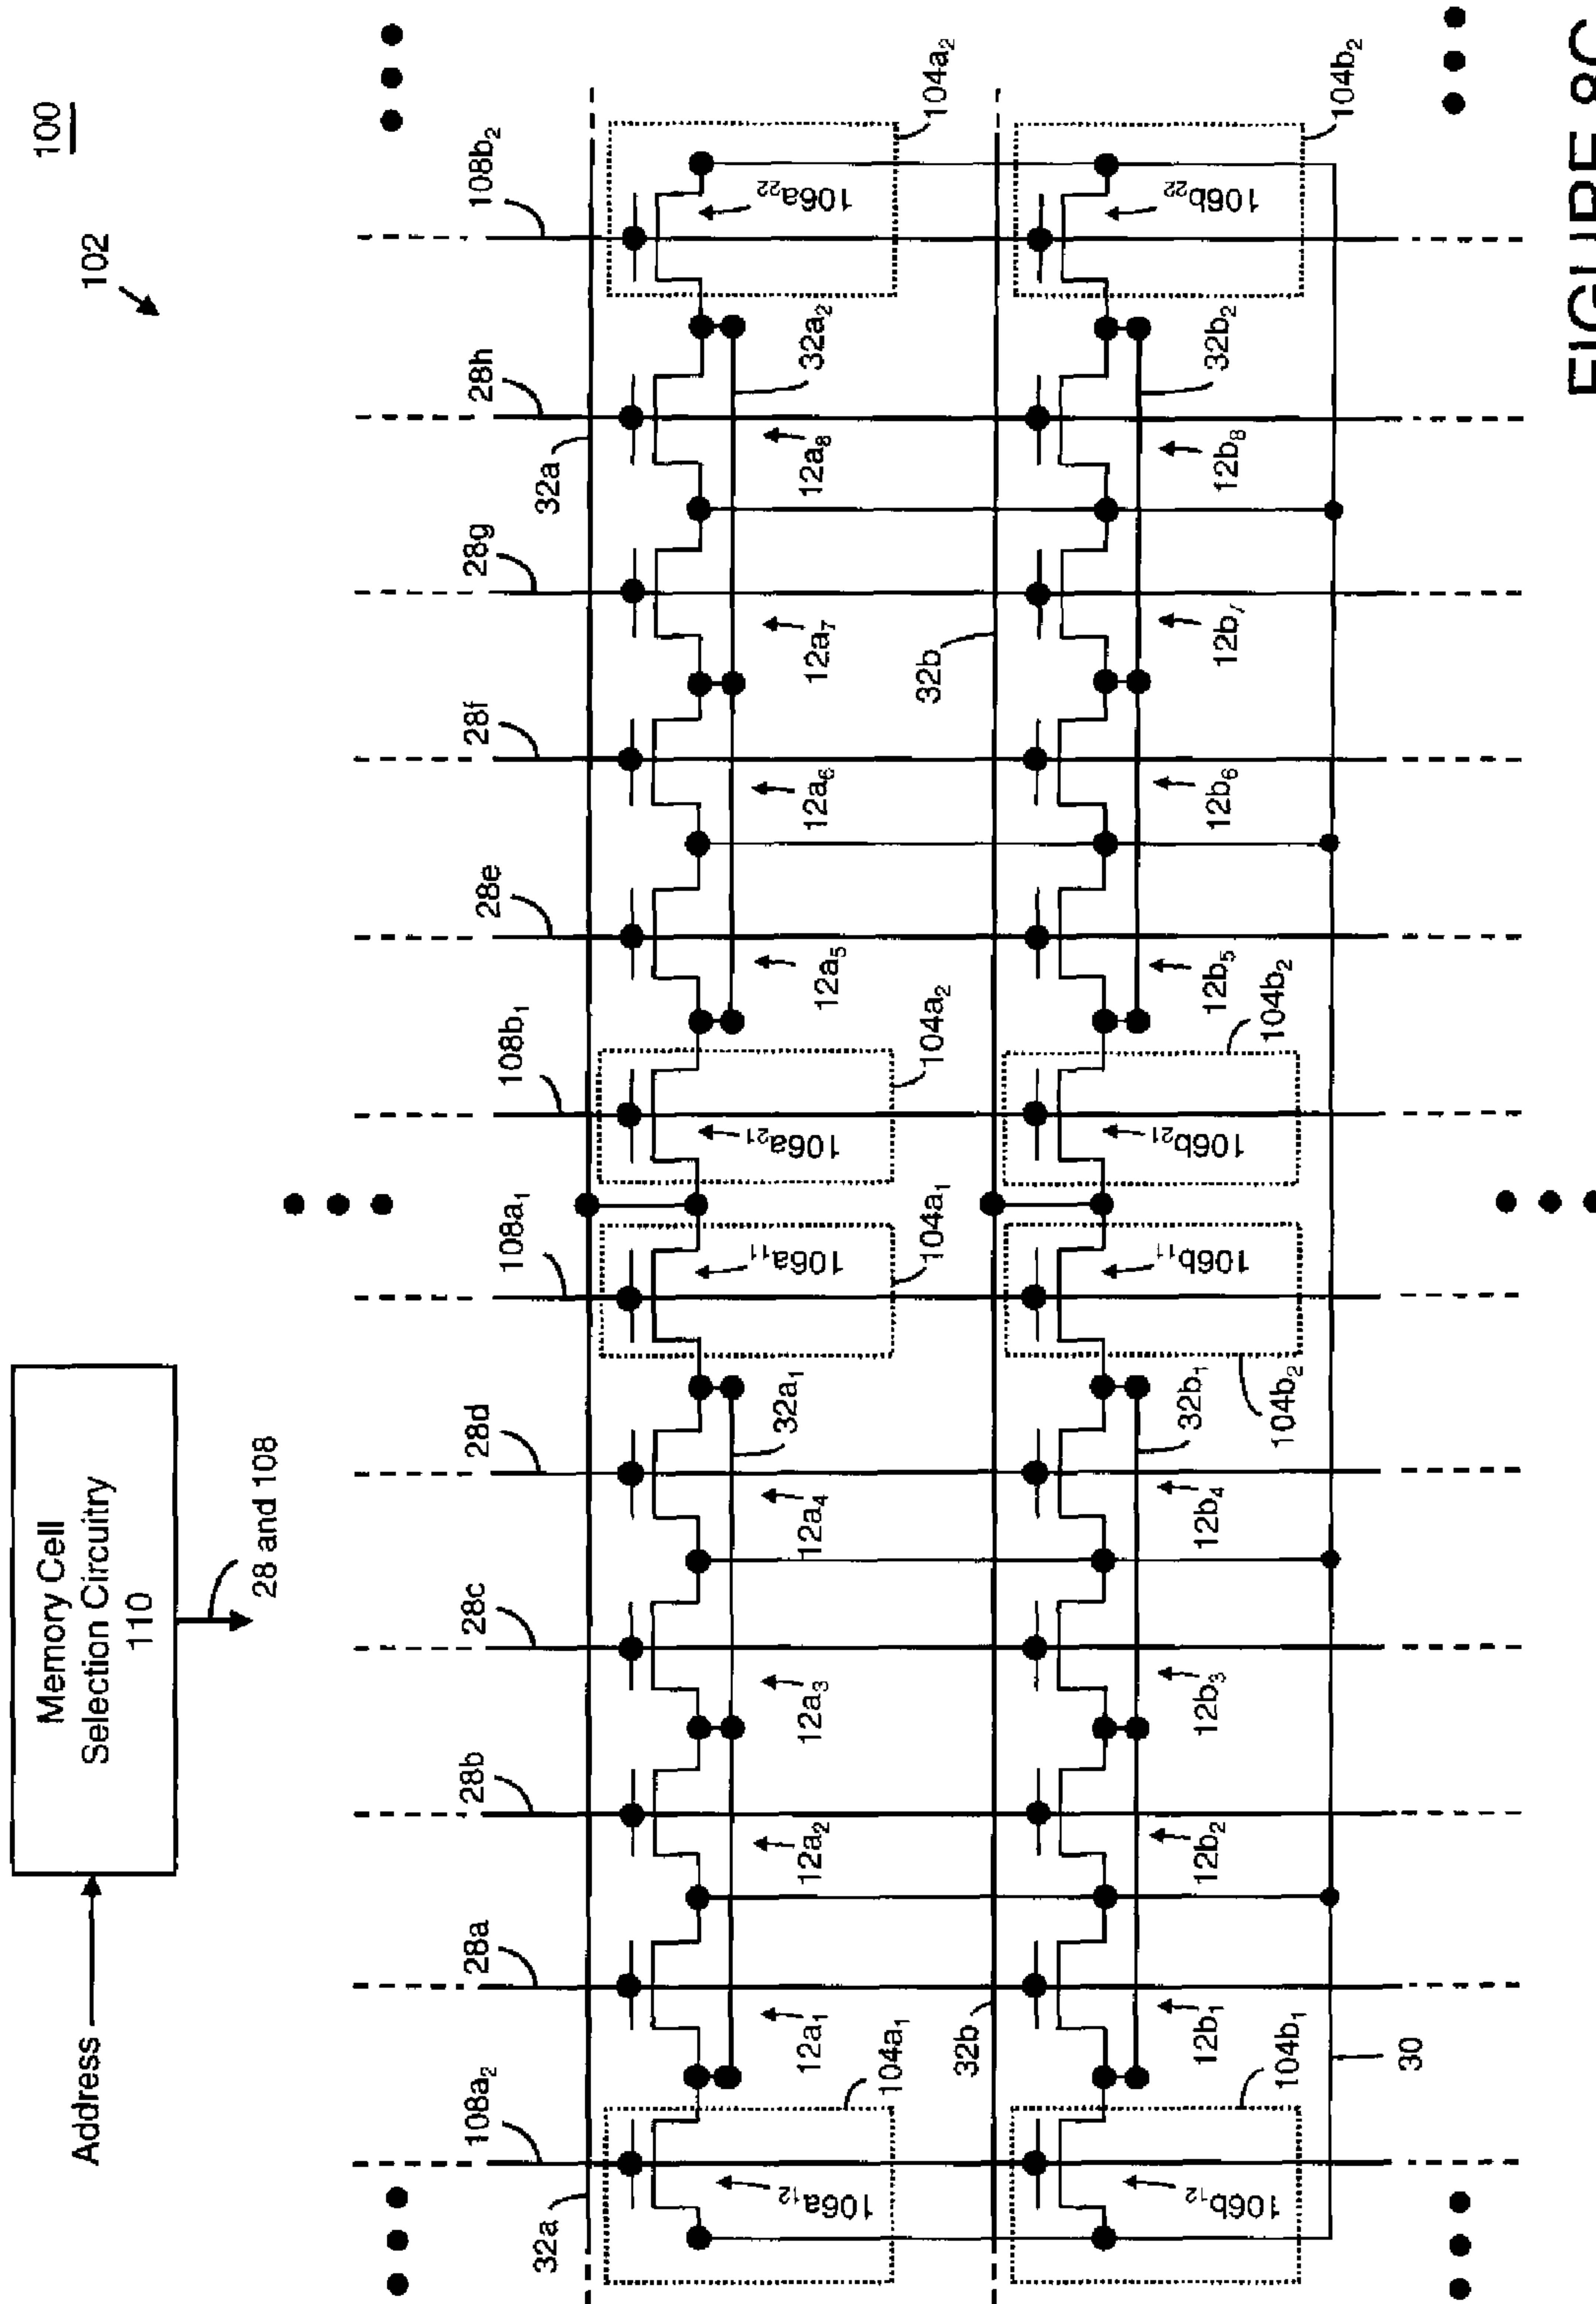 100
102
Address
Memory Cell
Selection Circuitry
110
28 and 108
108a₂
28a
28b
28c
28d
108a₁
108b₁
28e
28f
28g
28h
108b₂
32a
32a
106a₁₂
104a₁
12a₁
12a₂
12a₃
12a₄
32a₁
106a₁₁
104a₁
106a₂₁
104a₂
12a₅
12a₆
12a₇
12a₈
32a₂
106a₂₂
104a₂
32b
32b
106b₁₂
104b₁
12b₁
12b₂
12b₃
12b₄
32b₁
106b₁₁
104b₂
106b₂₁
104b₂
12b₅
12b₆
12b₇
12b₈
32b₂
106b₂₂
104b₂
30
FIGURE 8C